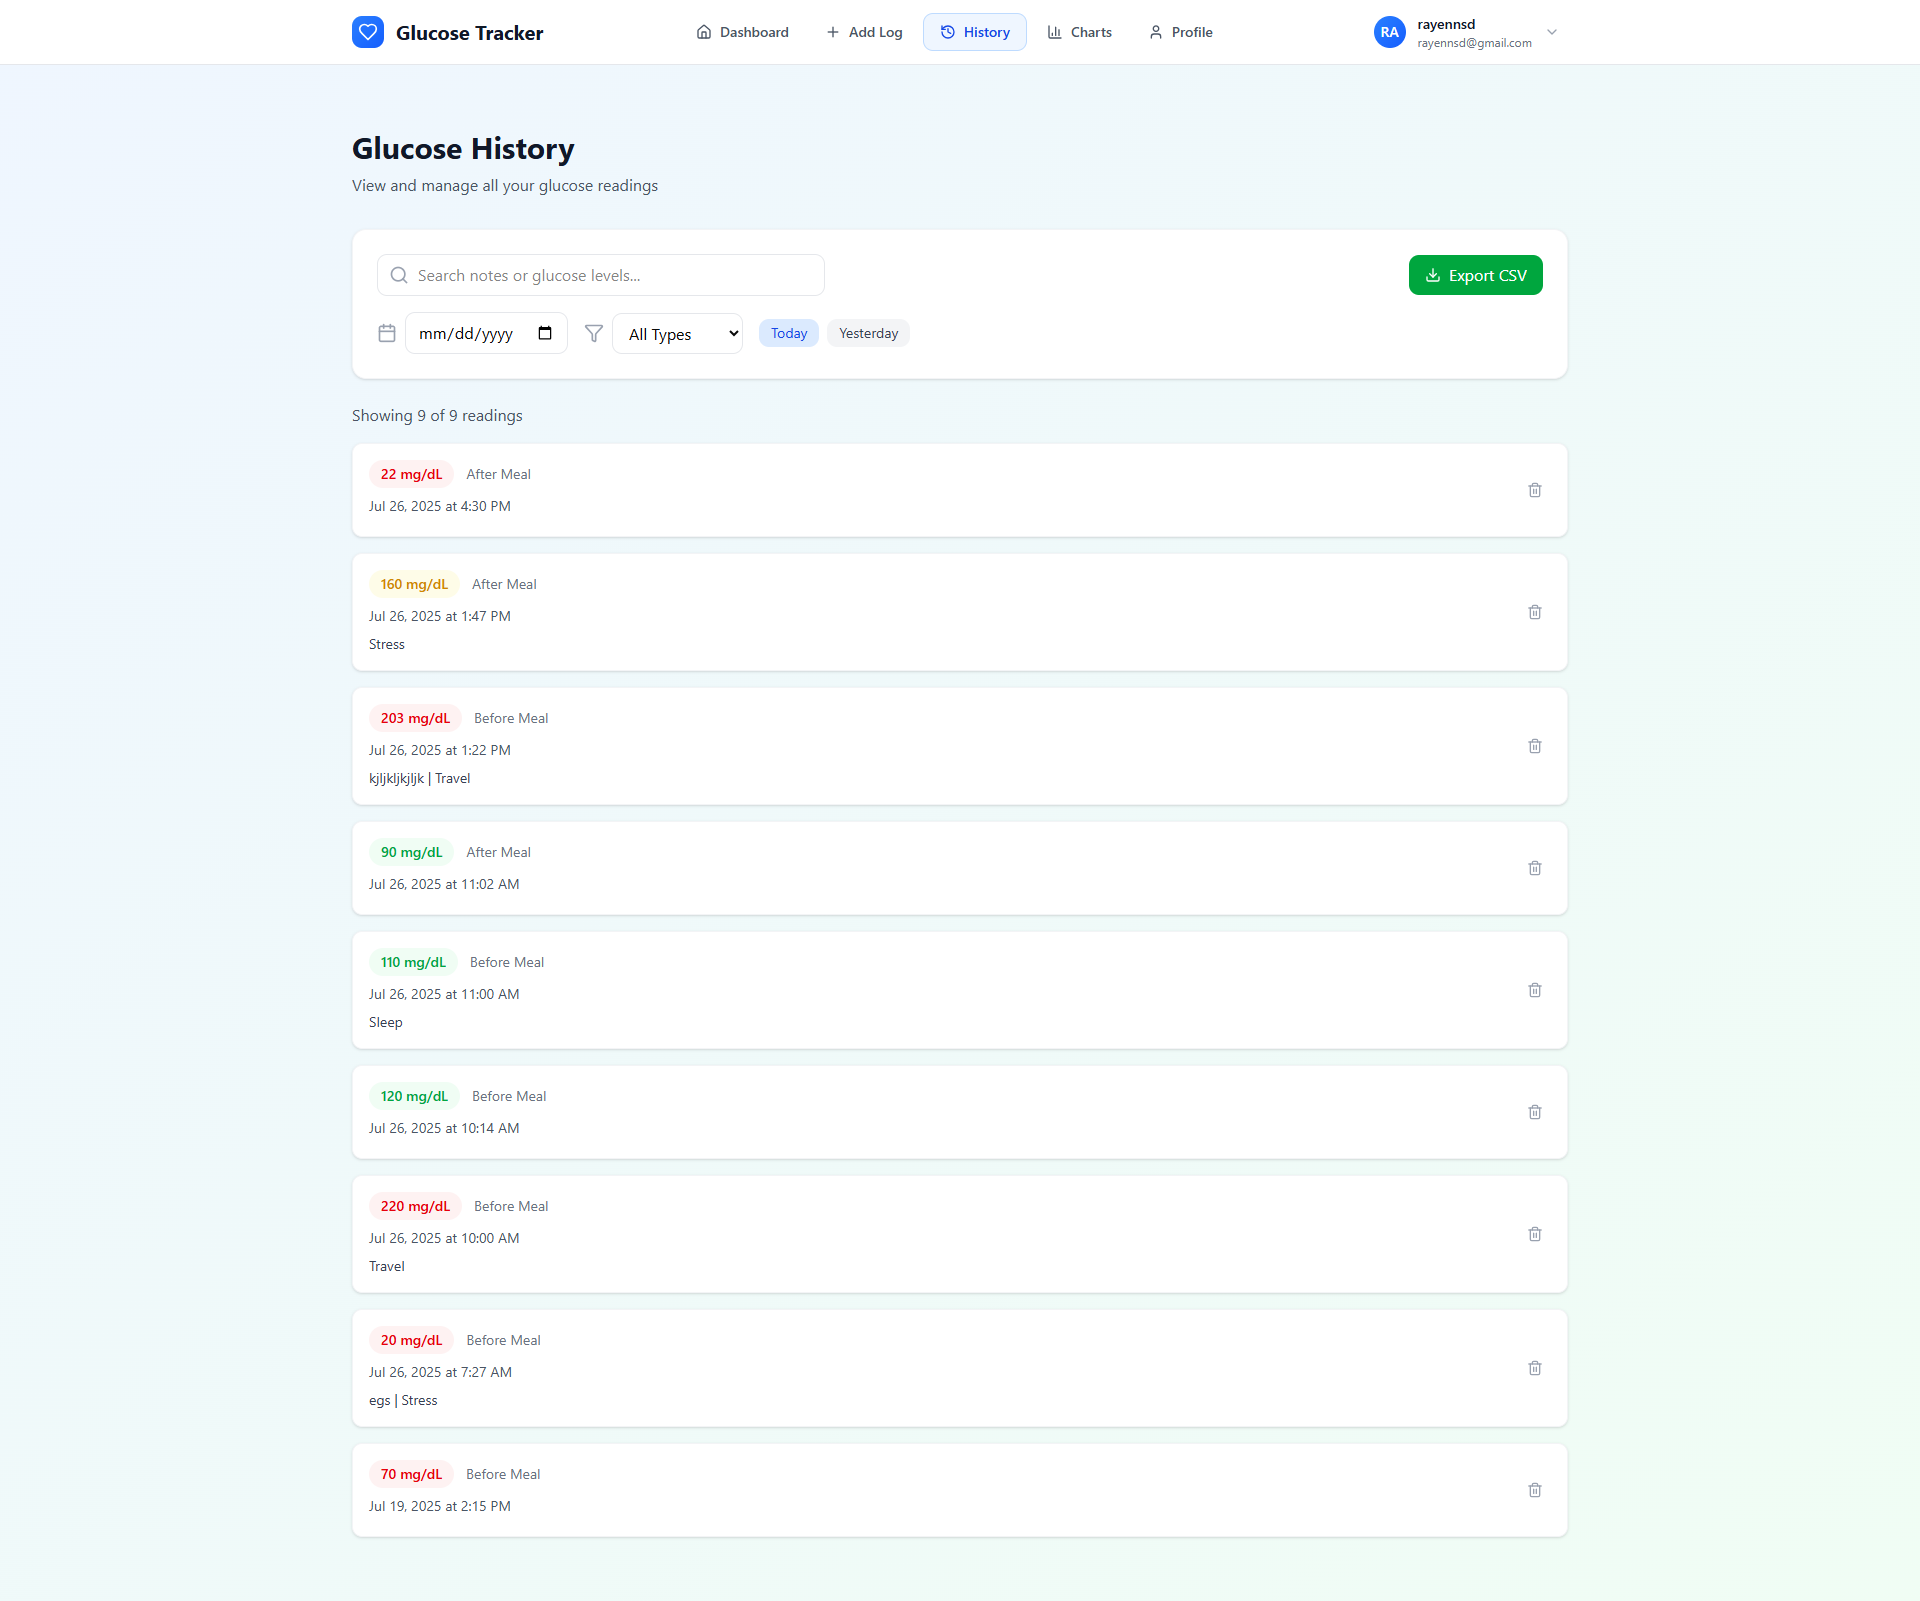 Glucose Tracker
Dashboard
Add Log
History
Charts
Profile
RA
rayennsd
rayennsd@gmail.com
Glucose History
View and manage all your glucose readings
Search notes or glucose levels...
Export CSV
mm/dd/yyyy
All Types
Today
Yesterday
Showing 9 of 9 readings
22 mg/dL After Meal
Jul 26, 2025 at 4:30 PM
160 mg/dL After Meal
Jul 26, 2025 at 1:47 PM
Stress
203 mg/dL Before Meal
Jul 26, 2025 at 1:22 PM
kjljkljkjljk | Travel
90 mg/dL After Meal
Jul 26, 2025 at 11:02 AM
110 mg/dL Before Meal
Jul 26, 2025 at 11:00 AM
Sleep
120 mg/dL Before Meal
Jul 26, 2025 at 10:14 AM
220 mg/dL Before Meal
Jul 26, 2025 at 10:00 AM
Travel
20 mg/dL Before Meal
Jul 26, 2025 at 7:27 AM
egs | Stress
70 mg/dL Before Meal
Jul 19, 2025 at 2:15 PM